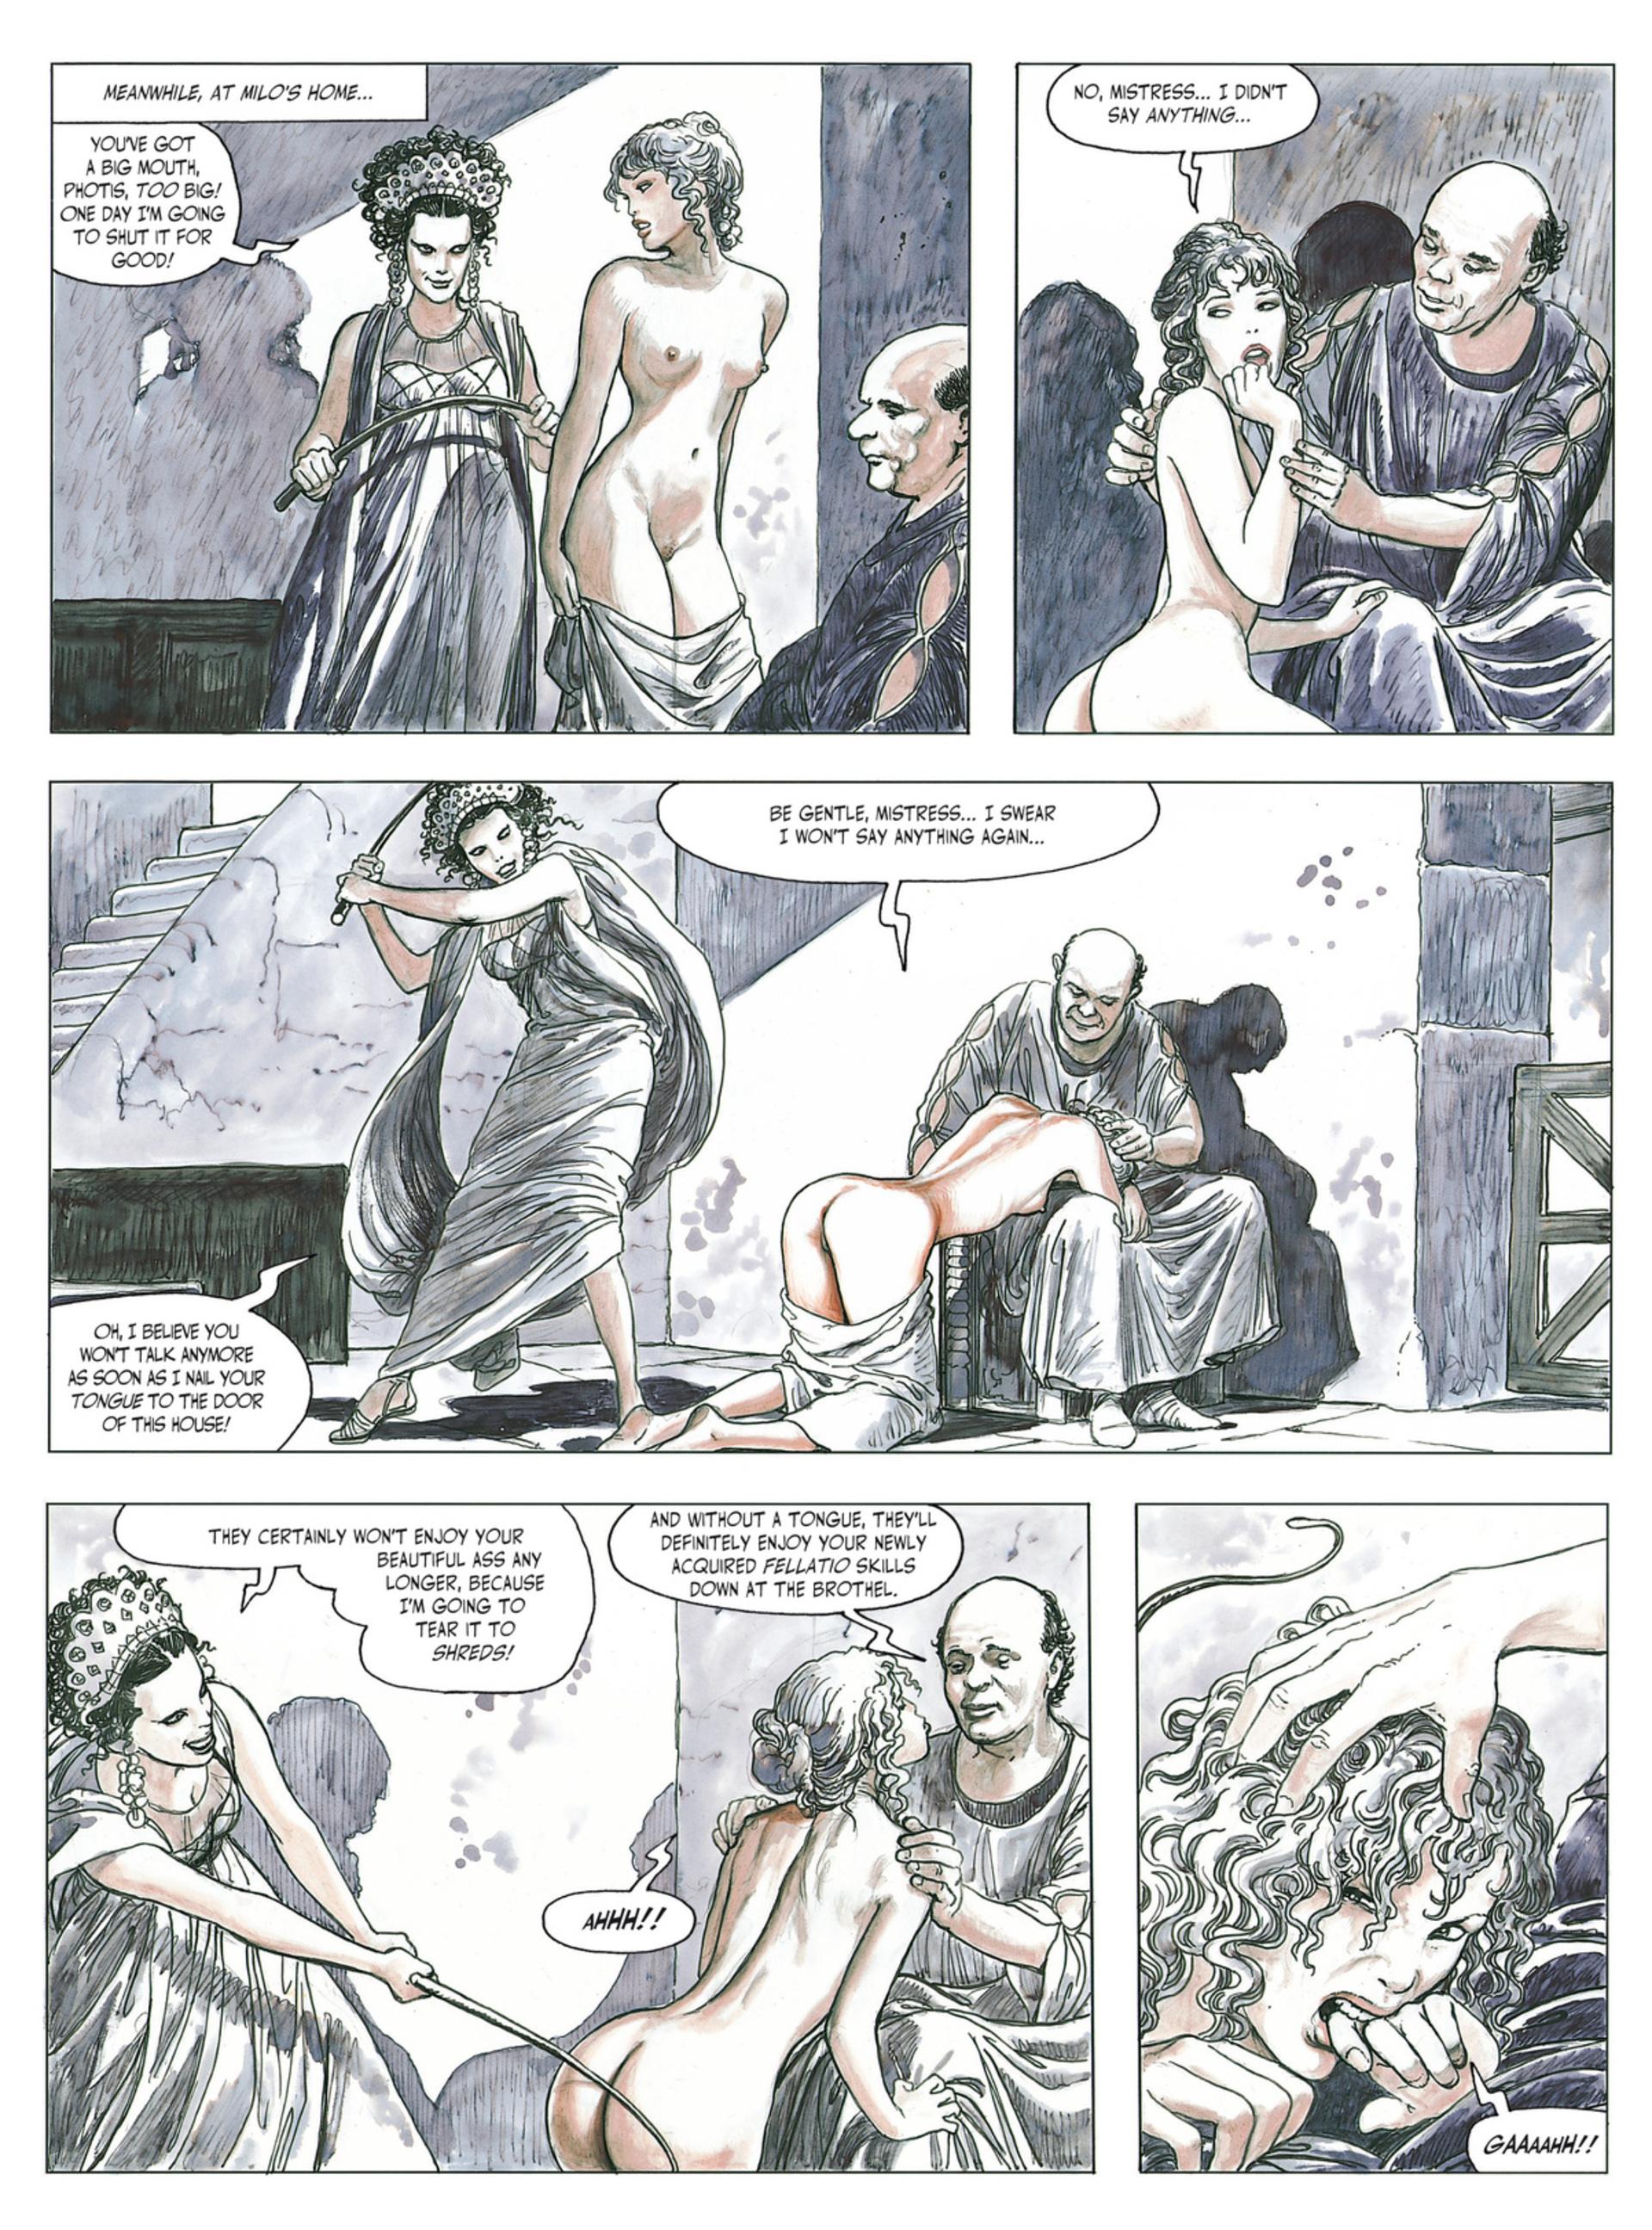 MEANWHILE, AT MILO'S HOME...
YOU'VE GOT
A BIG MOUTH,
PHOTIS, TOO BIG!
ONE DAY I'M GOING
TO SHUT IT FOR
GOOD!
NO, MISTRESS... I DIDN'T
SAY ANYTHING...
BE GENTLE, MISTRESS... I SWEAR
I WON'T SAY ANYTHING AGAIN...
OH, I BELIEVE YOU
WON'T TALK ANYMORE
AS SOON AS I NAIL YOUR
TONGUE TO THE DOOR
OF THIS HOUSE!
THEY CERTAINLY WON'T ENJOY YOUR
BEAUTIFUL ASS ANY
LONGER, BECAUSE
I'M GOING TO
TEAR IT TO
SHREDS!
AND WITHOUT A TONGUE, THEY'LL
DEFINITELY ENJOY YOUR NEWLY
ACQUIRED FELLATIO SKILLS
DOWN AT THE BROTHEL.
AHHH!!
GAAAAHH!!